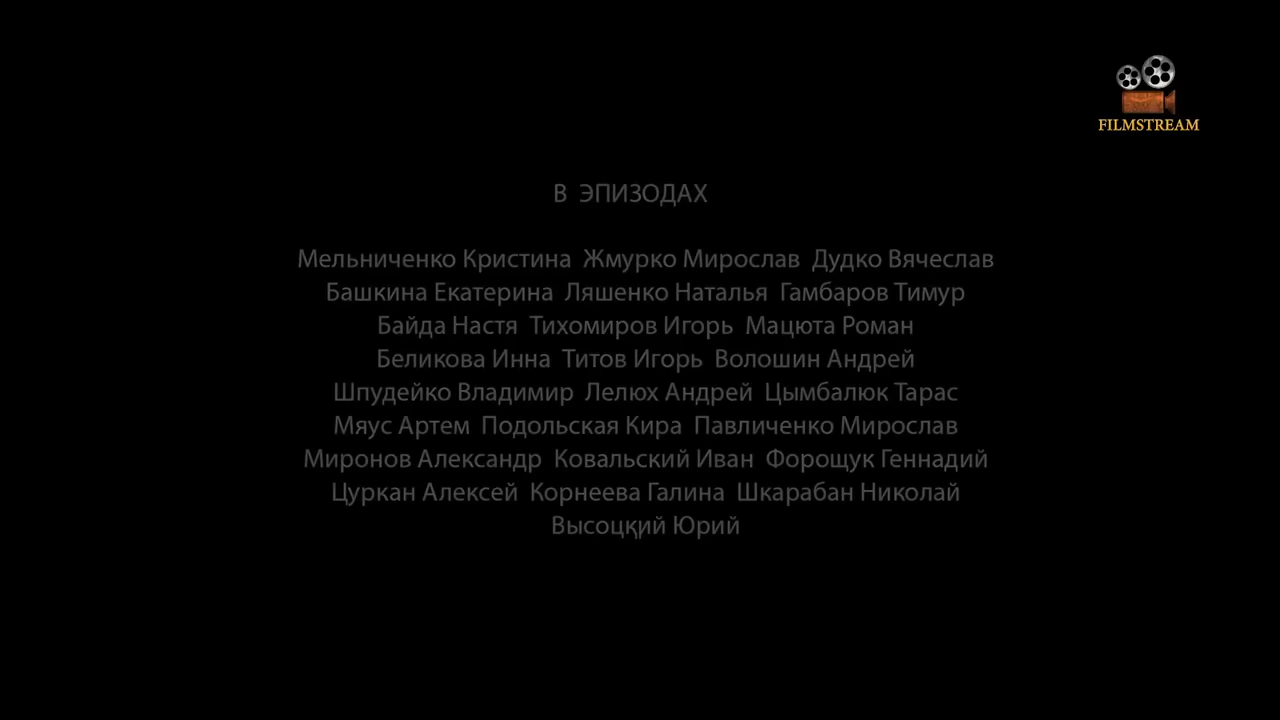 FILMSTREAM
В ЭПИЗОДАХ
Мельниченко Кристина Жмурко Мирослав Дудко Вячеслав
Башкина Екатерина Ляшенко Наталья Гамбаров Тимур
Байда Настя Тихомиров Игорь Мацюта Роман
Беликова Инна Титов Игорь Волошин Андрей
Шпудейко Владимир Лелюх Андрей Цымбалюк Тарас
Мяус Артем Подольская Кира Павличенко Мирослав
Миронов Александр Ковальский Иван Форощук Геннадий
Цуркан Алексей Корнеева Галина Шкарабан Николай
Высоцкий Юрий